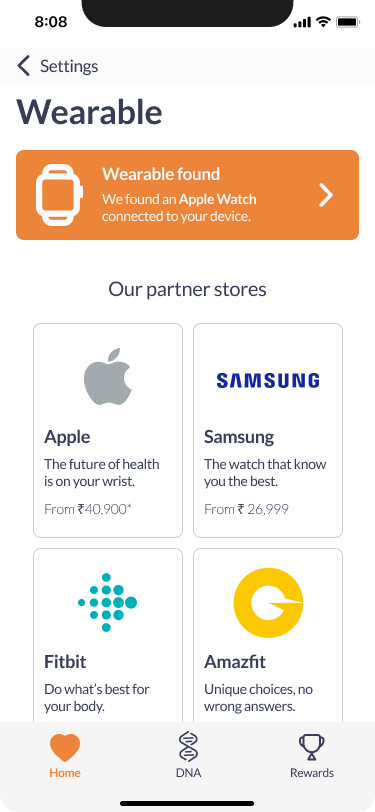 8:08
Settings
Wearable
Wearable found
We found an Apple Watch
connected to your device.
Our partner stores
Apple
The future of health
is on your wrist.
From ₹40,900*
SAMSUNG
Samsung
The watch that know
you the best.
From ₹ 26,999
Fitbit
Do what’s best for
your body.
Amazfit
Unique choices, no
wrong answers.
Home
DNA
Rewards